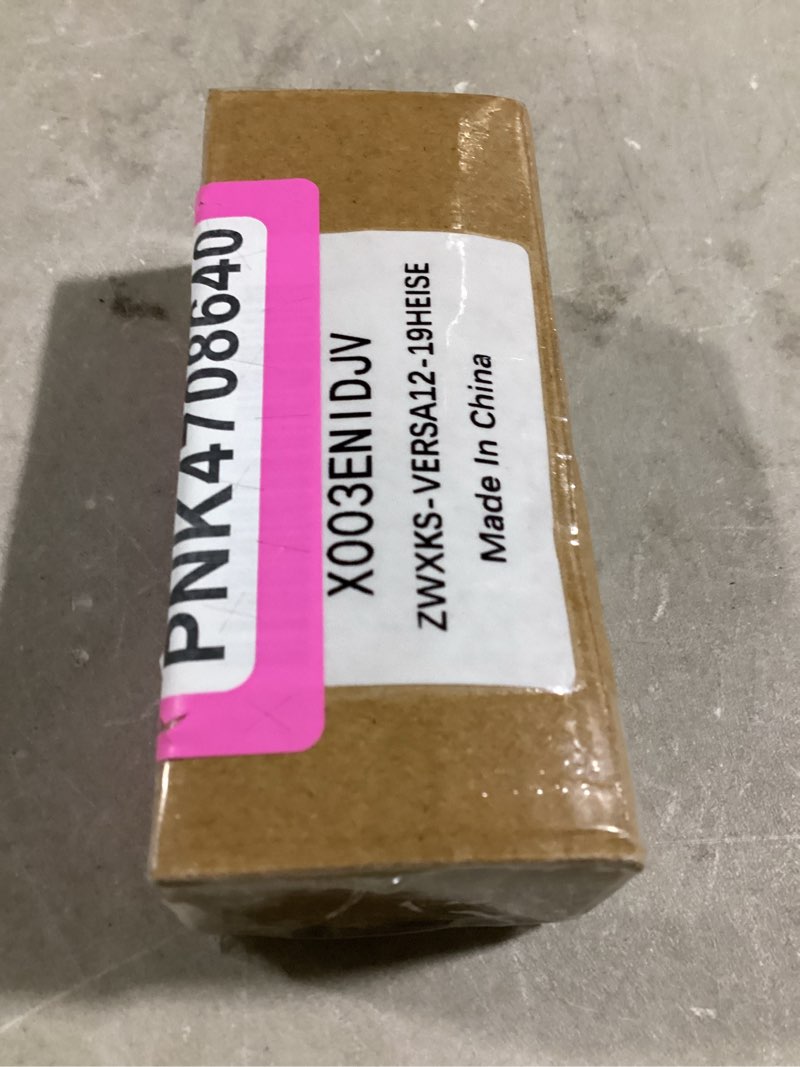 PNK4708640
X003ENIDJV
ZWXKS-VERSA12-19HEISE
Made In China